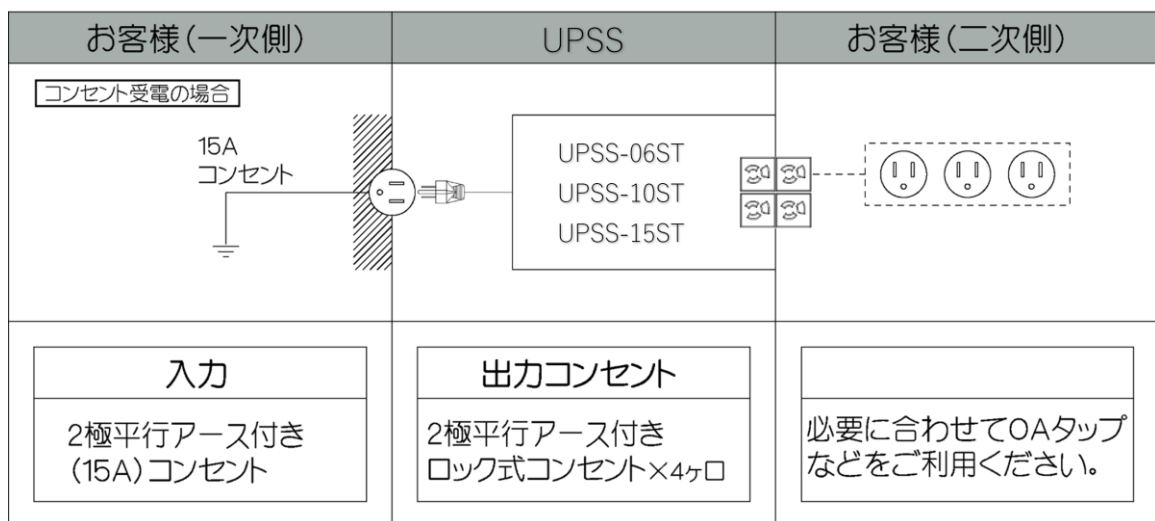 お客様(一次側)
UPSS
お客様(二次側)
コンセント受電の場合
15A
コンセント
UPSS-06ST
UPSS-10ST
UPSS-15ST
入力
2極平行アース付き
(15A)コンセント
出力コンセント
2極平行アース付き
ロック式コンセント×4ヶ口
必要に合わせてOAタップ
などをご利用ください。